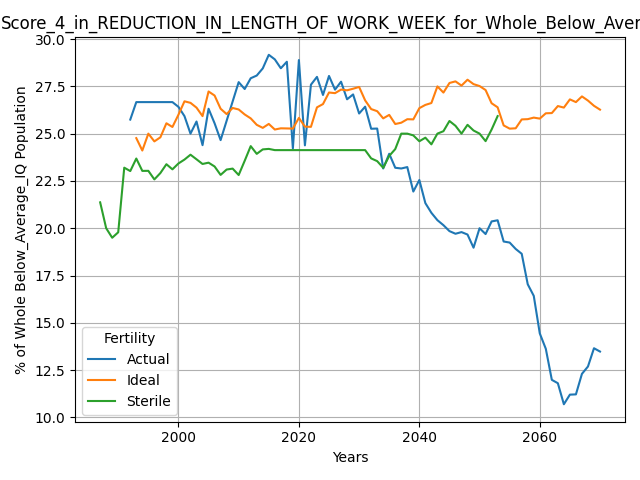 Score_4_in_REDUCTION_IN_LENGTH_OF_WORK_WEEK_for_Whole_Below_Aver
30.0
27.5
25.0
22.5
20.0
17.5
15.0
12.5
10.0
% of Whole Below_Average_IQ Population
Fertility
Actual
Ideal
Sterile
2000
2020
2040
2060
Years